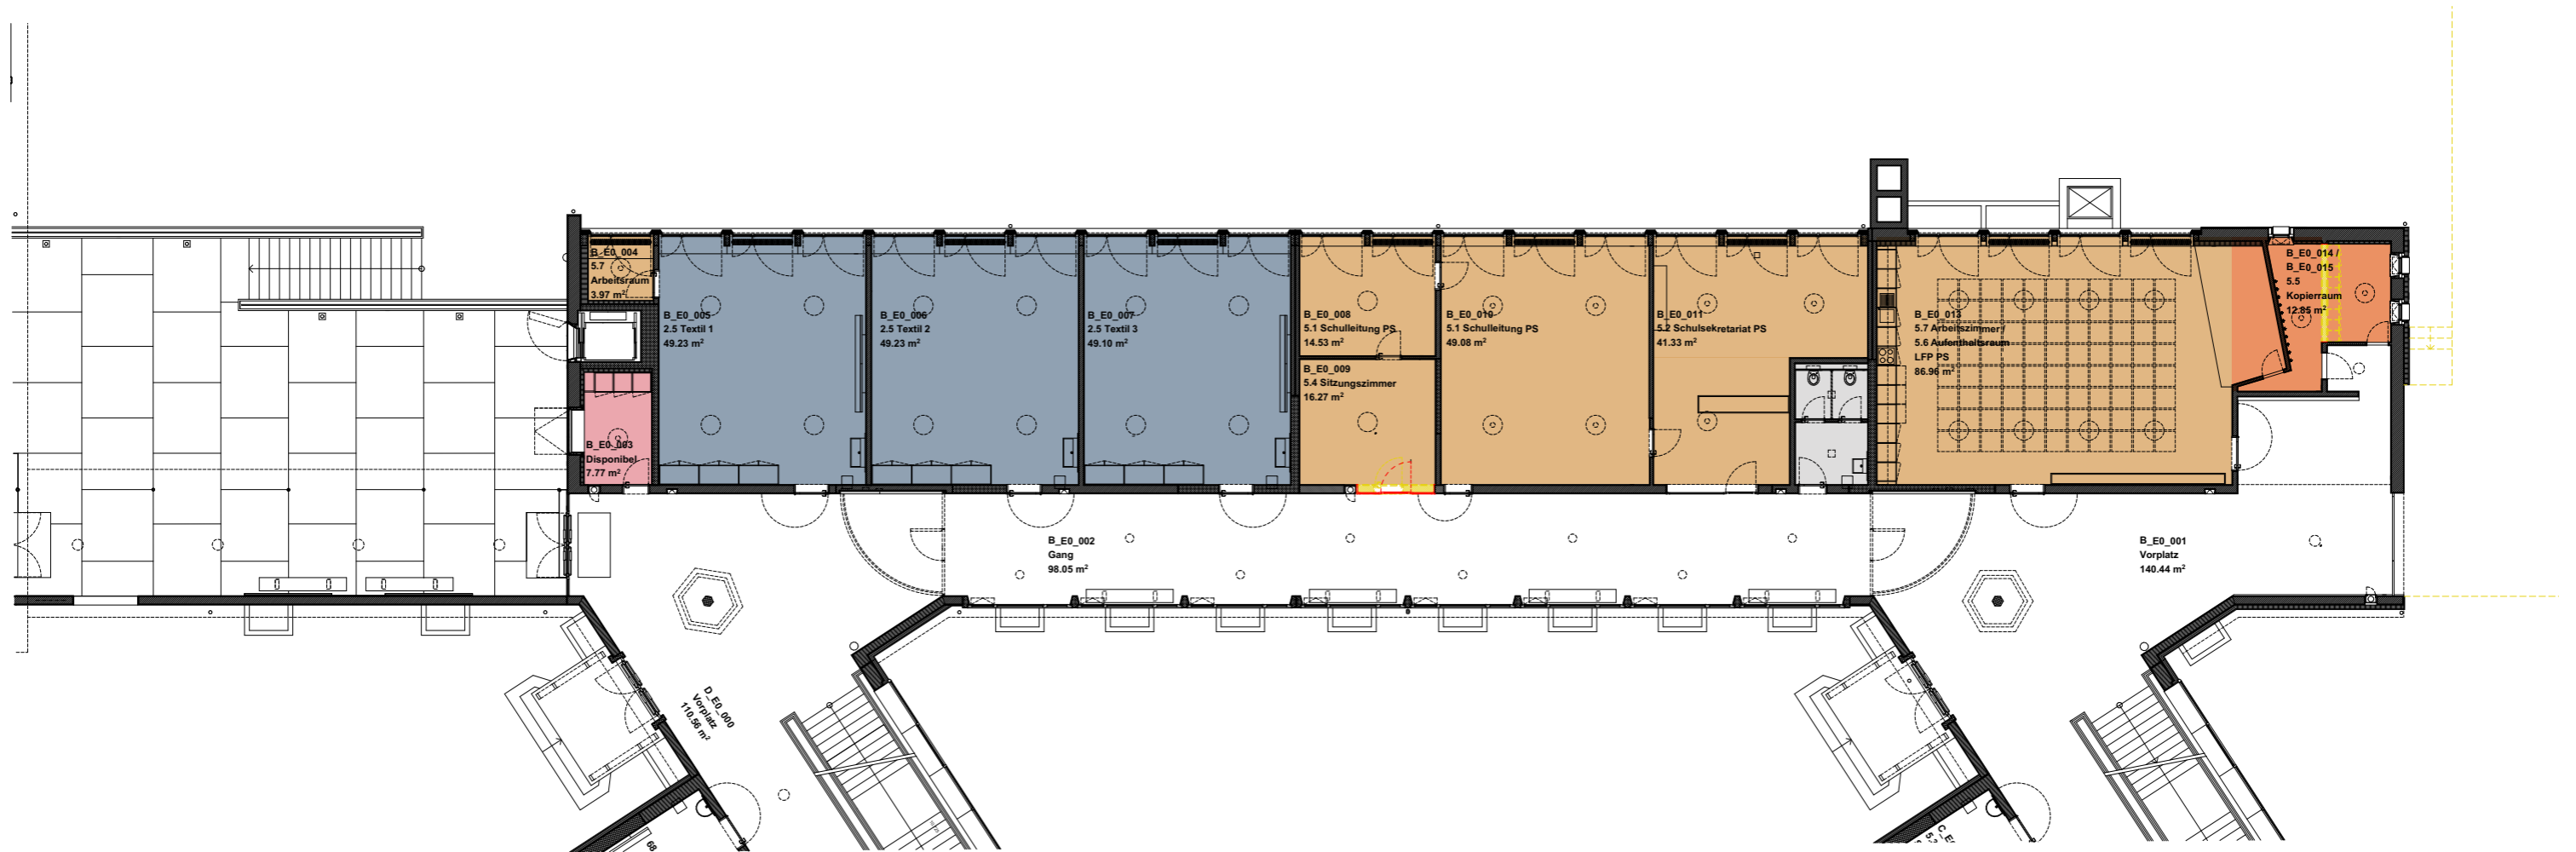 B_E0_004
5.7
Arbeitsraum
3.97 m²
B_E0_003
Disponibel
7.77 m²
B_E0_005
2.5 Textil 1
49.23 m²
B_E0_006
2.5 Textil 2
49.23 m²
B_E0_007
2.5 Textil 3
49.10 m²
B_E0_008
5.1 Schulleitung PS
14.53 m²
B_E0_009
5.4 Sitzungszimmer
16.27 m²
B_E0_010
5.1 Schulleitung PS
49.08 m²
B_E0_011
5.2 Schulsekretariat PS
41.33 m²
B_E0_013
5.7 Arbeitszimmer/
5.6 Aufenthaltsraum
LFP PS
86.96 m²
B_E0_014 /
B_E0_015
5.5
Kopierraum
12.85 m²
B_E0_002
Gang
98.05 m²
B_E0_001
Vorplatz
140.44 m²
D_E0_000
Vorplatz
110.56 m²
68